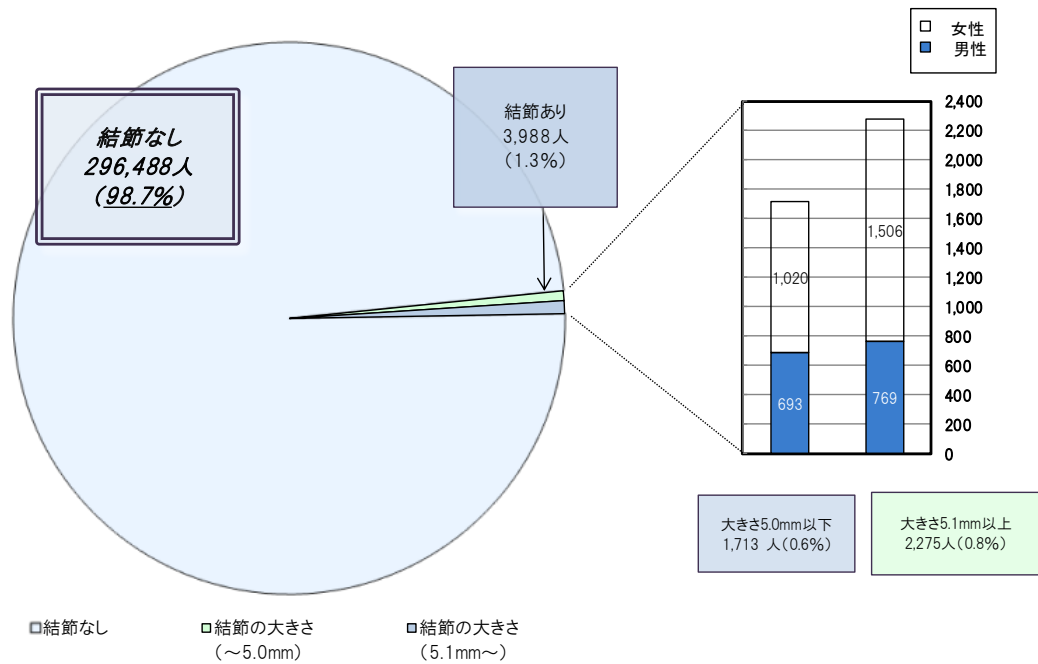 女性
男性
結節なし
296,488人
(98.7%)
結節あり
3,988人
(1.3%)
2,400
2,200
2,000
1,800
1,600
1,400
1,200
1,000
800
600
400
200
0
1,506
1,020
693
769
大きさ5.0mm以下
1,713 人(0.6%)
大きさ5.1mm以上
2,275人(0.8%)
結節なし
結節の大きさ
(～5.0mm)
結節の大きさ
(5.1mm～)